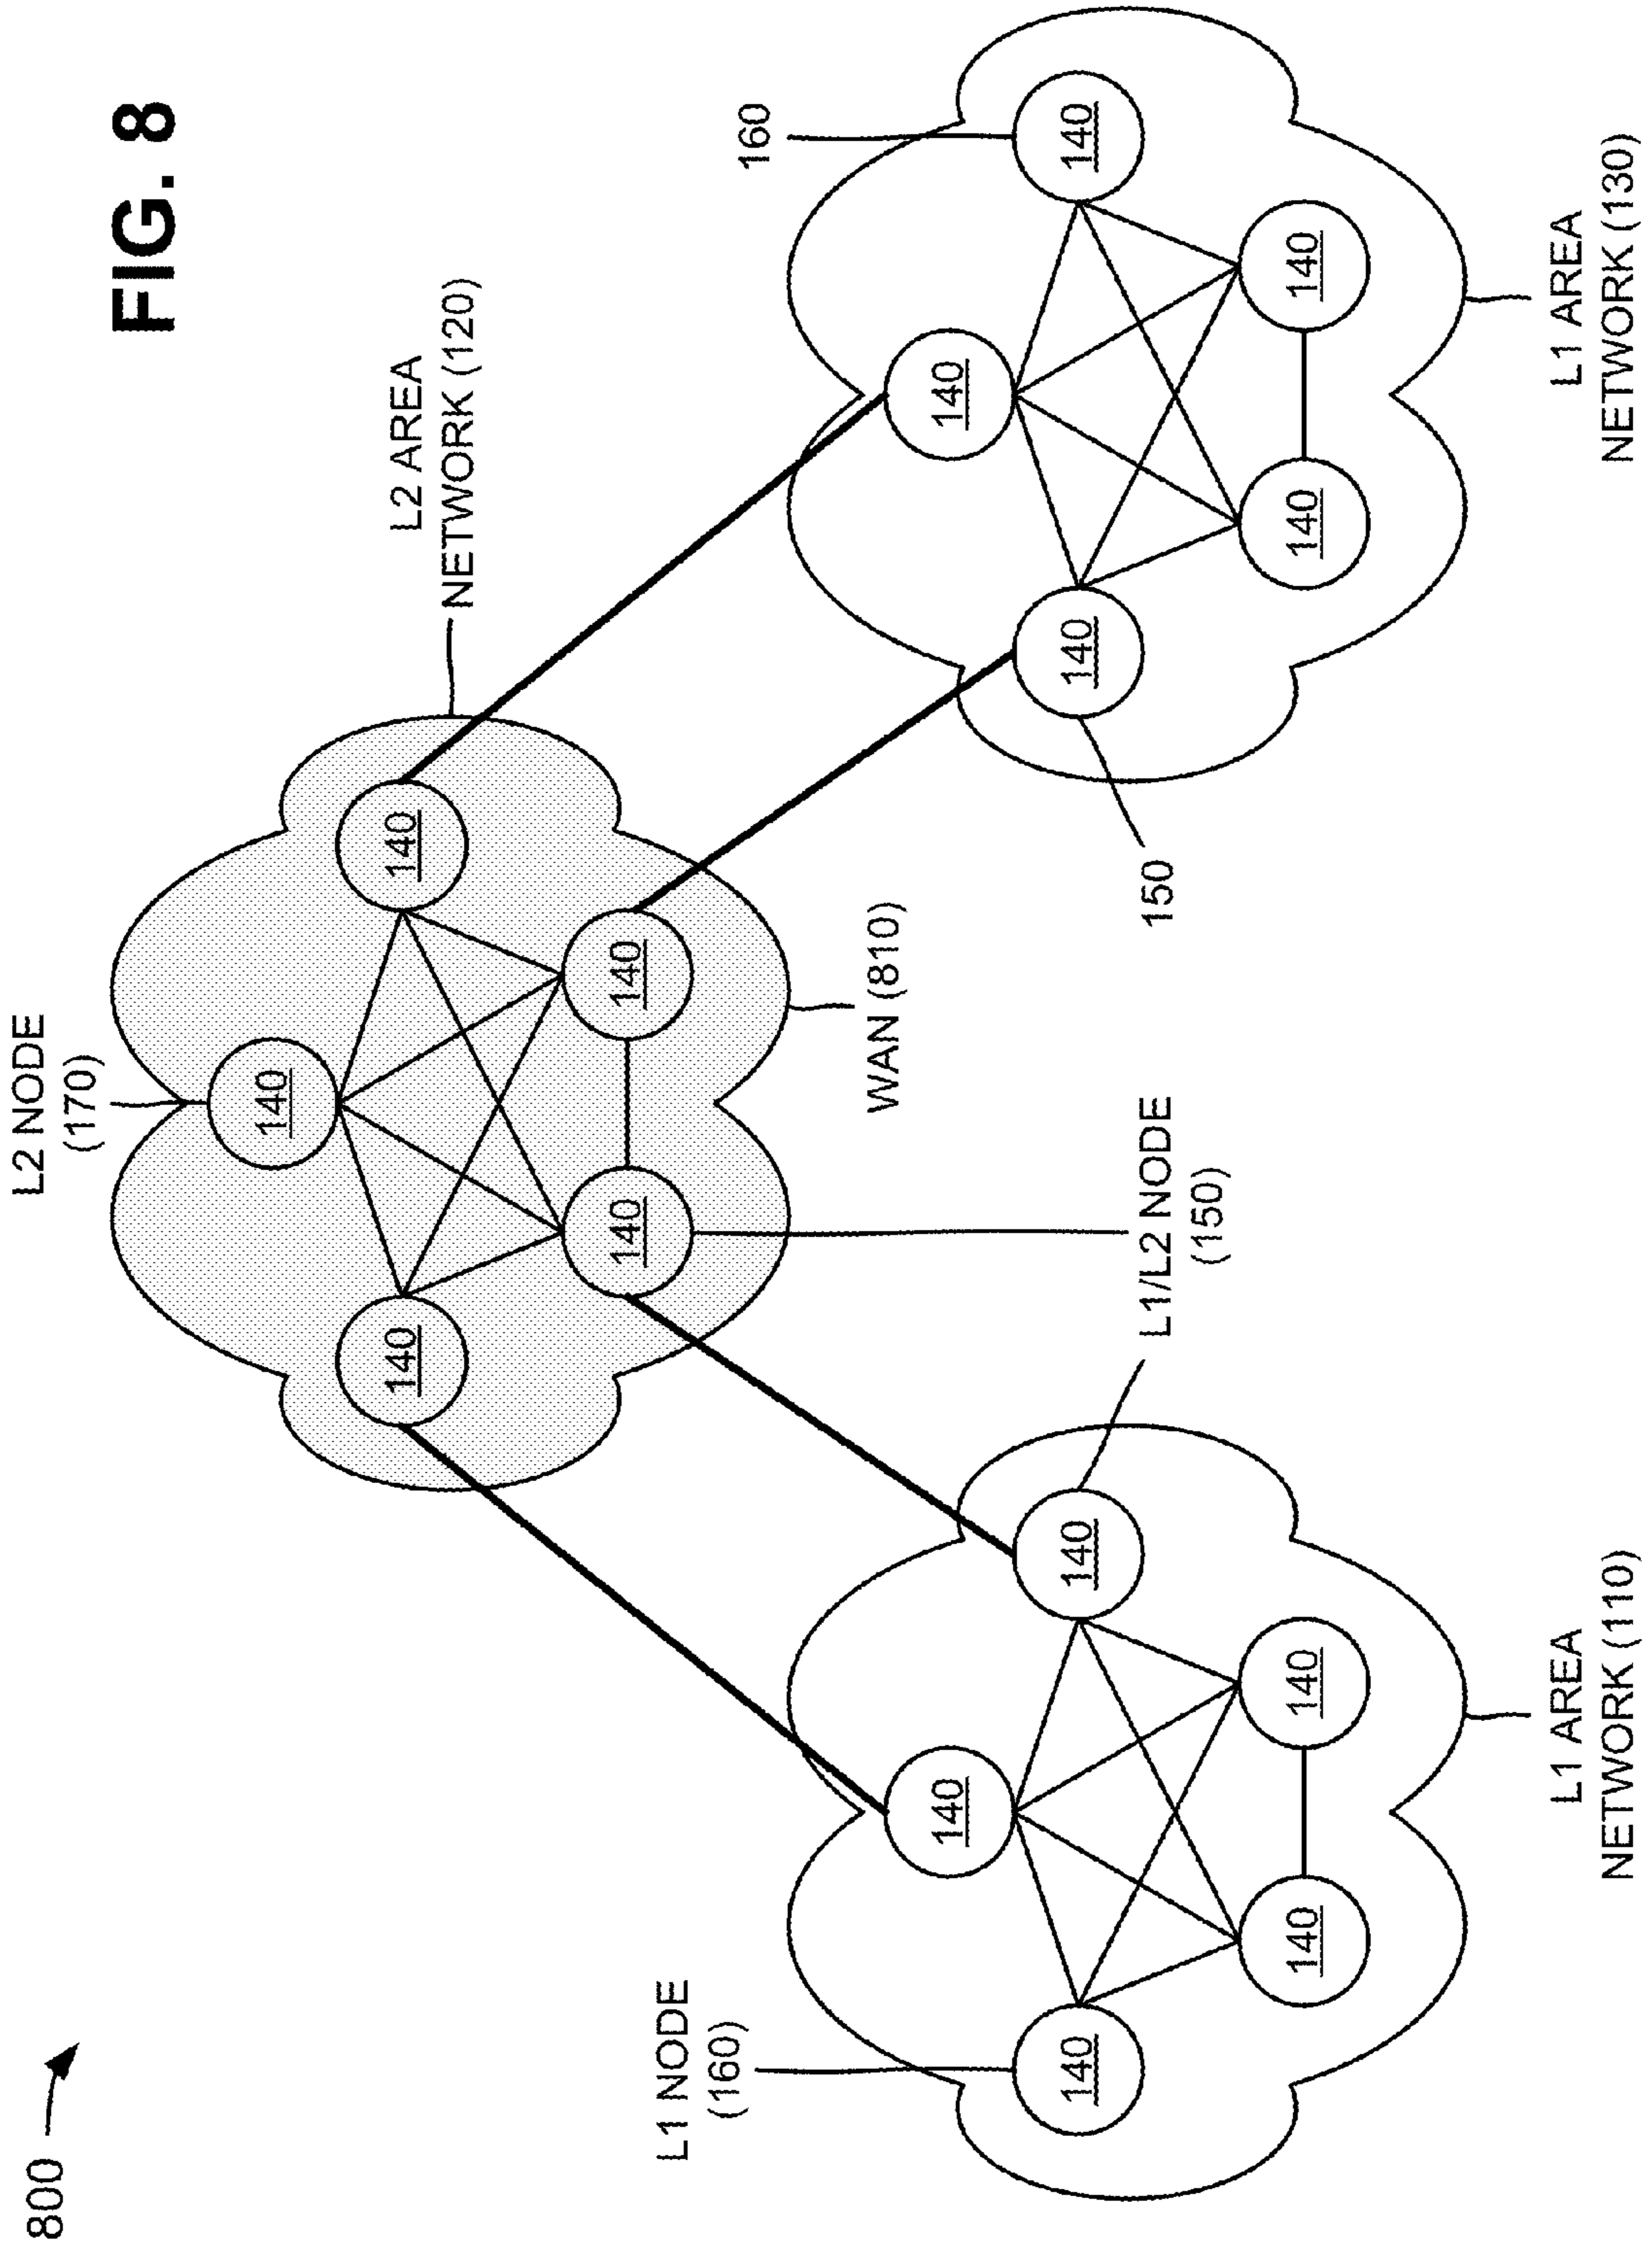 800
L2 NODE
(170)
FIG. 8
140
L2 AREA
NETWORK (120)
140
140
140
140
L1 NODE
(160)
160
WAN (810)
140
140
140
140
140
140
L1/L2 NODE
(150)
150
140
140
140
140
L1 AREA
NETWORK (110)
L1 AREA
NETWORK (130)